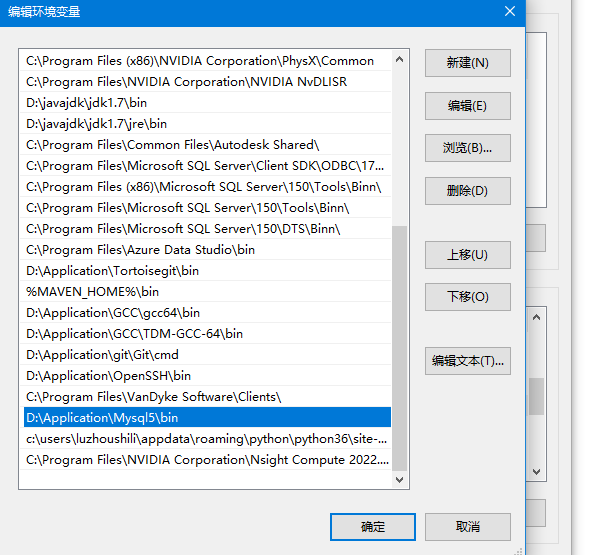 编辑环境变量
C:\Program Files (x86)\NVIDIA Corporation\PhysX\Common
C:\Program Files\NVIDIA Corporation\NVIDIA NvDLISR
D:\javajdk\jdk1.7\bin
D:\javajdk\jdk1.7\jre\bin
C:\Program Files\Common Files\Autodesk Shared\
C:\Program Files\Microsoft SQL Server\Client SDK\ODBC\17...
C:\Program Files (x86)\Microsoft SQL Server\150\Tools\Binn\
C:\Program Files\Microsoft SQL Server\150\Tools\Binn\
C:\Program Files\Microsoft SQL Server\150\DTS\Binn\
C:\Program Files\Azure Data Studio\bin
D:\Application\Tortoisegit\bin
%MAVEN_HOME%\bin
D:\Application\GCC\gcc64\bin
D:\Application\GCC\TDM-GCC-64\bin
D:\Application\git\Git\cmd
D:\Application\OpenSSH\bin
C:\Program Files\VanDyke Software\Clients\
D:\Application\Mysql5\bin
c:\users\luzhoushili\appdata\roaming\python\python36\site-...
C:\Program Files\NVIDIA Corporation\Nsight Compute 2022....
新建(N)
编辑(E)
浏览(B)...
删除(D)
上移(U)
下移(O)
编辑文本(T)...
确定
取消